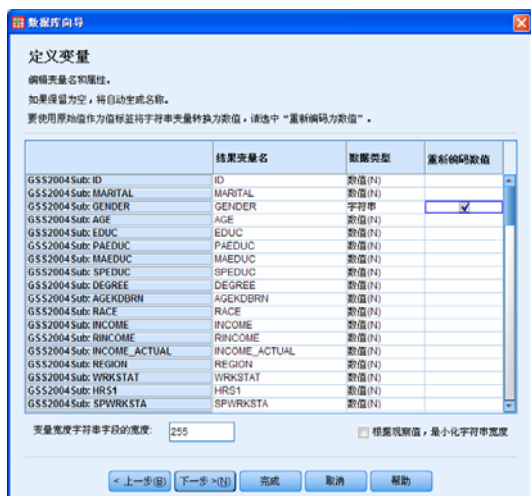 数据库向导
定义变量
编辑变量名和属性。
如果保留为空，将自动生成名称。
要使用原始值作为值标签将字符串变量转换为数值，请选中“重新编码为数值”.
结果变量名 数据类型 重新编码数值
GSS2004Sub: ID ID 数值(N)
GSS2004Sub: MARITAL MARITAL 数值(N)
GSS2004Sub: GENDER GENDER 字符串
GSS2004Sub: AGE AGE 数值(N)
GSS2004Sub: EDUC EDUC 数值(N)
GSS2004Sub: PAEDUC PAEDUC 数值(N)
GSS2004Sub: MAEDUC MAEDUC 数值(N)
GSS2004Sub: SPEDUC SPEDUC 数值(N)
GSS2004Sub: DEGREE DEGREE 数值(N)
GSS2004Sub: AGEKDBRN AGEKDBRN 数值(N)
GSS2004Sub: RACE RACE 数值(N)
GSS2004Sub: INCOME INCOME 数值(N)
GSS2004Sub: RINCOME RINCOME 数值(N)
GSS2004Sub: INCOME_ACTUAL INCOME_ACTUAL 数值(N)
GSS2004Sub: REGION REGION 数值(N)
GSS2004Sub: WRKSTAT WRKSTAT 数值(N)
GSS2004Sub: HRS1 HRS1 数值(N)
GSS2004Sub: SPWRKSTA SPWRKSTA 数值(N)
变量宽度字符串字段的宽度: 255 根据观察值，最小化字符串宽度
< 上一步(B) 下一步 >(N) 完成 取消 帮助